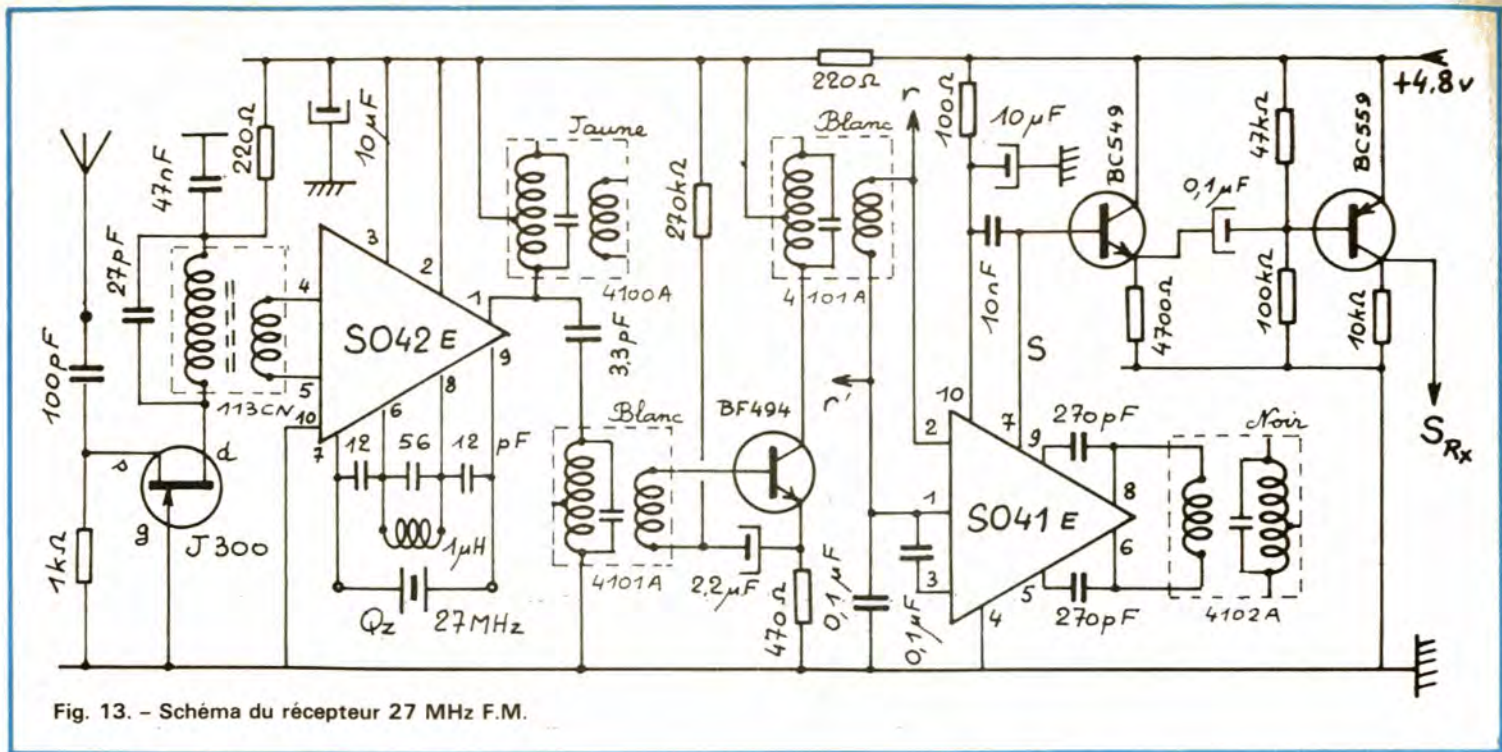 220Ω
+4.8v
47nF
220Ω
10µF
Jaune
4100A
270kΩ
Blanc
4101A
r
100Ω
10µF
BC549
47kΩ
BC559
0,1µF
27pF
100pF
113CN
3
2
4
5
10
7
1
9
8
6
SO42 E
3,3pF
10nF
S
4700Ω
100kΩ
10kΩ
SRx
r'
12
56
12
pF
1µH
Qz
27MHz
Blanc
4101A
BF494
2,2µF
470Ω
0,1µF
0,1µF
s
d
g
J300
1kΩ
10
7
9
2
1
3
8
6
5
4
SO41 E
270pF
270pF
Noir
4102A
Fig. 13. – Schéma du récepteur 27 MHz F.M.